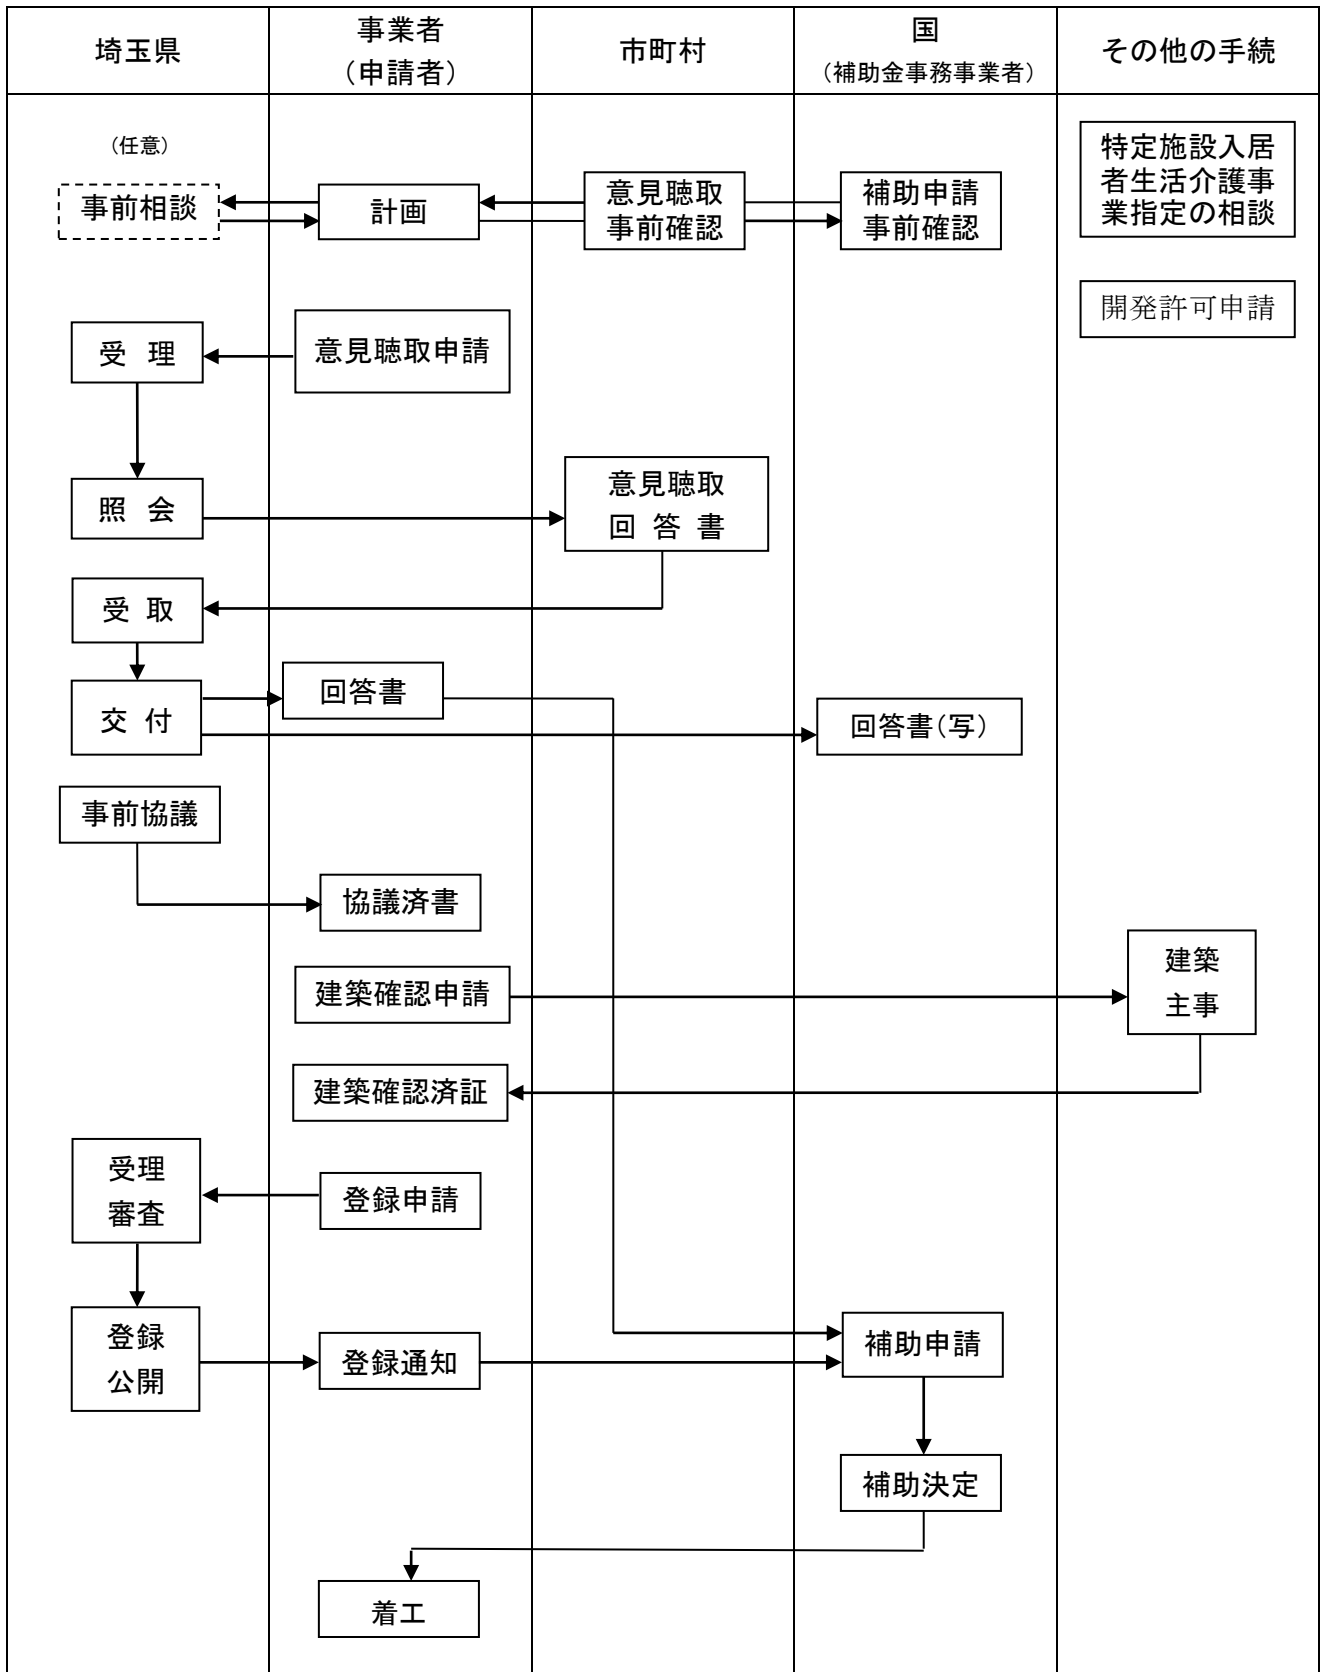 埼玉県
事業者
（申請者）
市町村
国
（補助金事務事業者）
その他の手続
（任意）
事前相談
計画
意見聴取
事前確認
補助申請
事前確認
特定施設入居
者生活介護事
業指定の相談
開発許可申請
受 理
意見聴取申請
照 会
意見聴取
回 答 書
受 取
交 付
回答書
回答書（写）
事前協議
協議済書
建築確認申請
建築
主事
建築確認済証
受理
審査
登録申請
登録
公開
登録通知
補助申請
補助決定
着工